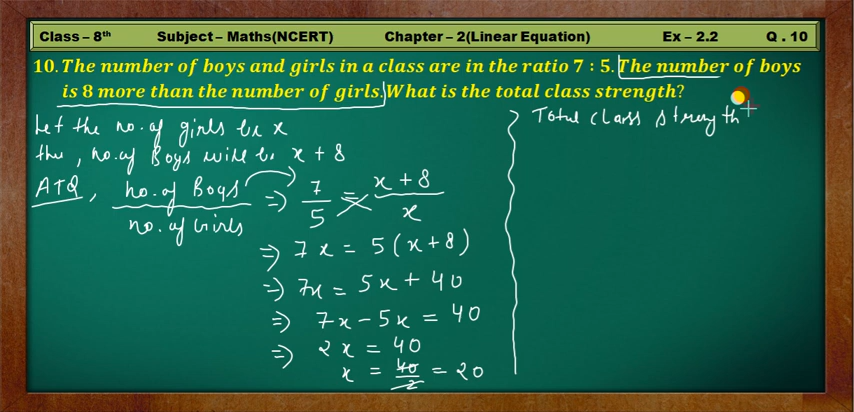 Class – 8th Subject – Maths(NCERT) Chapter – 2(Linear Equation) Ex – 2.2 Q . 10
10. The number of boys and girls in a class are in the ratio 7 : 5. The number of boys
is 8 more than the number of girls. What is the total class strength?
Let the no. of girls be x
the, no. of Boys will be x + 8
ATQ, no. of Boys / no. of Girls => 7/5 = x + 8 / x
=> 7x = 5(x + 8)
=> 7x = 5x + 40
=> 7x – 5x = 40
=> 2x = 40
x = 40/2 = 20
Total class strength